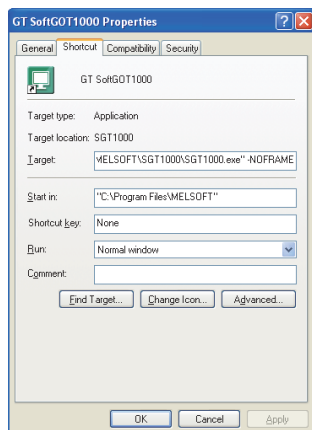 GT SoftGOT1000 Properties
General Shortcut Compatibility Security
GT SoftGOT1000
Target type: Application
Target location: SGT1000
Target: MELSOFT\SGT1000\SGT1000.exe" -NOFRAME
Start in: "C:\Program Files\MELSOFT"
Shortcut key: None
Run: Normal window
Comment:
Find Target... Change Icon... Advanced...
OK Cancel Apply